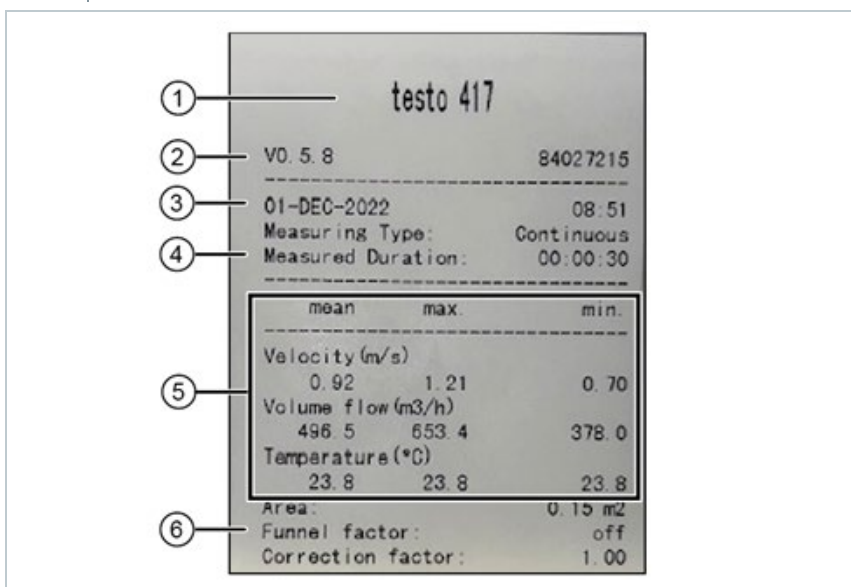 ① testo 417
② V0.5.8 84027215
③ 01-DEC-2022 08:51
Measuring Type: Continuous
④ Measured Duration: 00:00:30
mean max. min.
Velocity(m/s)
⑤ 0.92 1.21 0.70
Volume flow(m3/h)
496.5 653.4 378.0
Temperature(°C)
23.8 23.8 23.8
Area: 0.15 m2
⑥ Funnel factor: off
Correction factor: 1.00